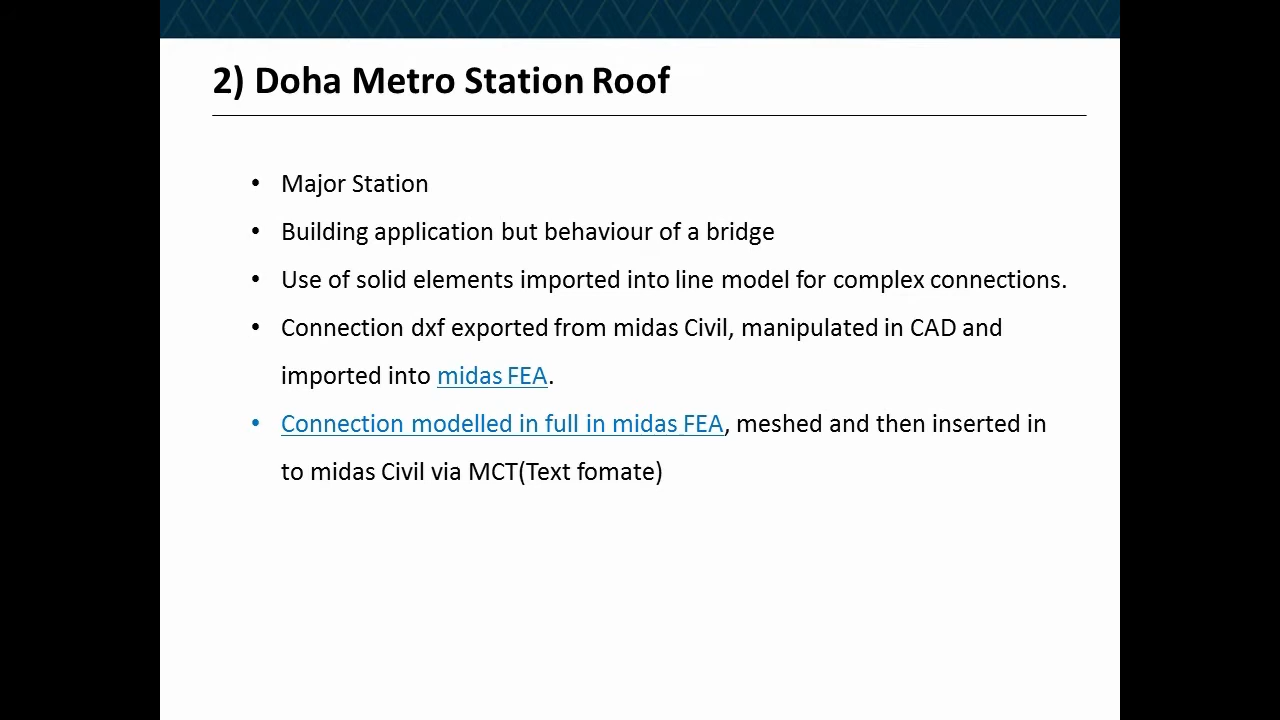 2) Doha Metro Station Roof
• Major Station
• Building application but behaviour of a bridge
• Use of solid elements imported into line model for complex connections.
• Connection dxf exported from midas Civil, manipulated in CAD and
imported into midas FEA.
• Connection modelled in full in midas FEA, meshed and then inserted in
to midas Civil via MCT(Text fomate)